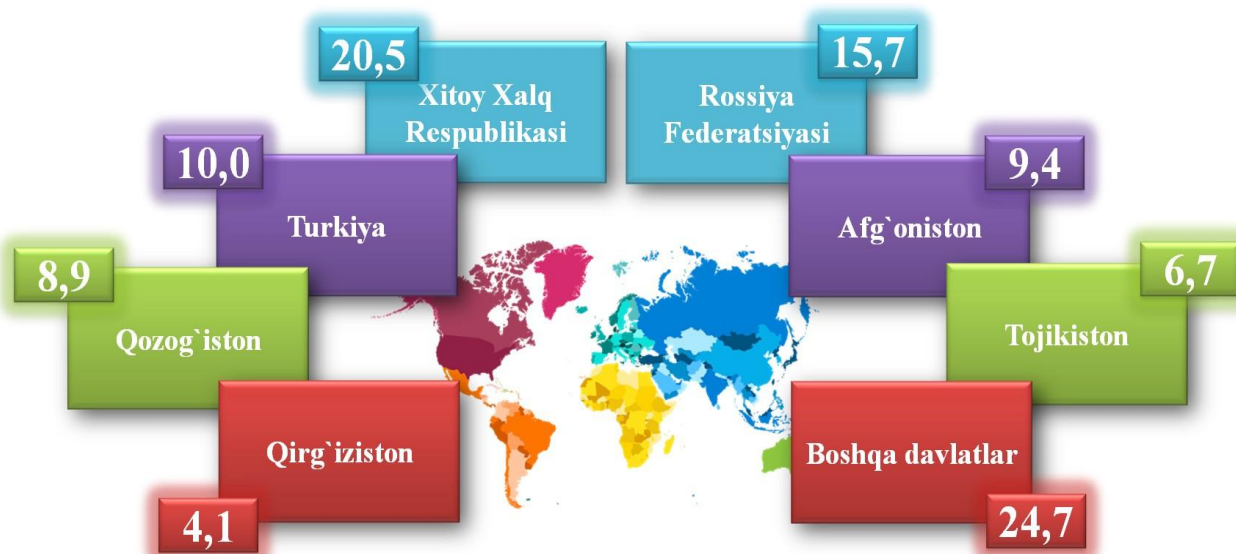 20,5
Xitoy Xalq
Respublikasi
15,7
Rossiya
Federatsiyasi
10,0
Turkiya
9,4
Afg`oniston
8,9
Qozog`iston
6,7
Tojikiston
Qirg`iziston
4,1
Boshqa davlatlar
24,7